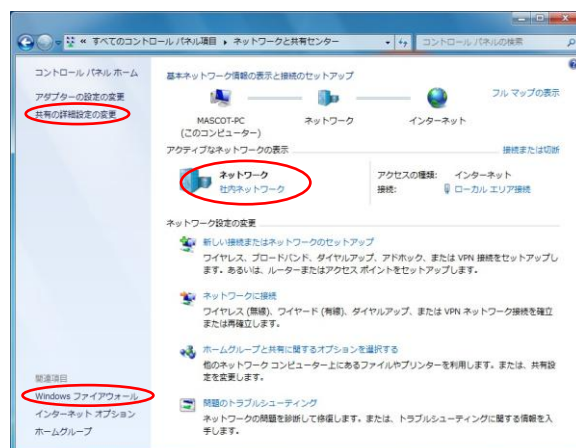 « すべてのコントロール パネル項目 ▸ ネットワークと共有センター
コントロール パネルの検索
コントロール パネル ホーム
アダプターの設定の変更
共有の詳細設定の変更
基本ネットワーク情報の表示と接続のセットアップ
フル マップの表示
MASCOT-PC
(このコンピューター)
ネットワーク
インターネット
アクティブなネットワークの表示
接続または切断
ネットワーク
社内ネットワーク
アクセスの種類: インターネット
接続: ローカル エリア接続
ネットワーク設定の変更
新しい接続またはネットワークのセットアップ
ワイヤレス、ブロードバンド、ダイヤルアップ、アドホック、または VPN 接続をセットアップし
ます。あるいは、ルーターまたはアクセス ポイントをセットアップします。
ネットワークに接続
ワイヤレス (無線)、ワイヤード (有線)、ダイヤルアップ、または VPN ネットワーク接続を確立
または再確立します。
ホームグループと共有に関するオプションを選択する
他のネットワーク コンピューター上にあるファイルやプリンターを利用します。または、共有設
定を変更します。
問題のトラブルシューティング
ネットワークの問題を診断して修復します。または、トラブルシューティングに関する情報を入
手します。
関連項目
Windows ファイアウォール
インターネット オプション
ホームグループ